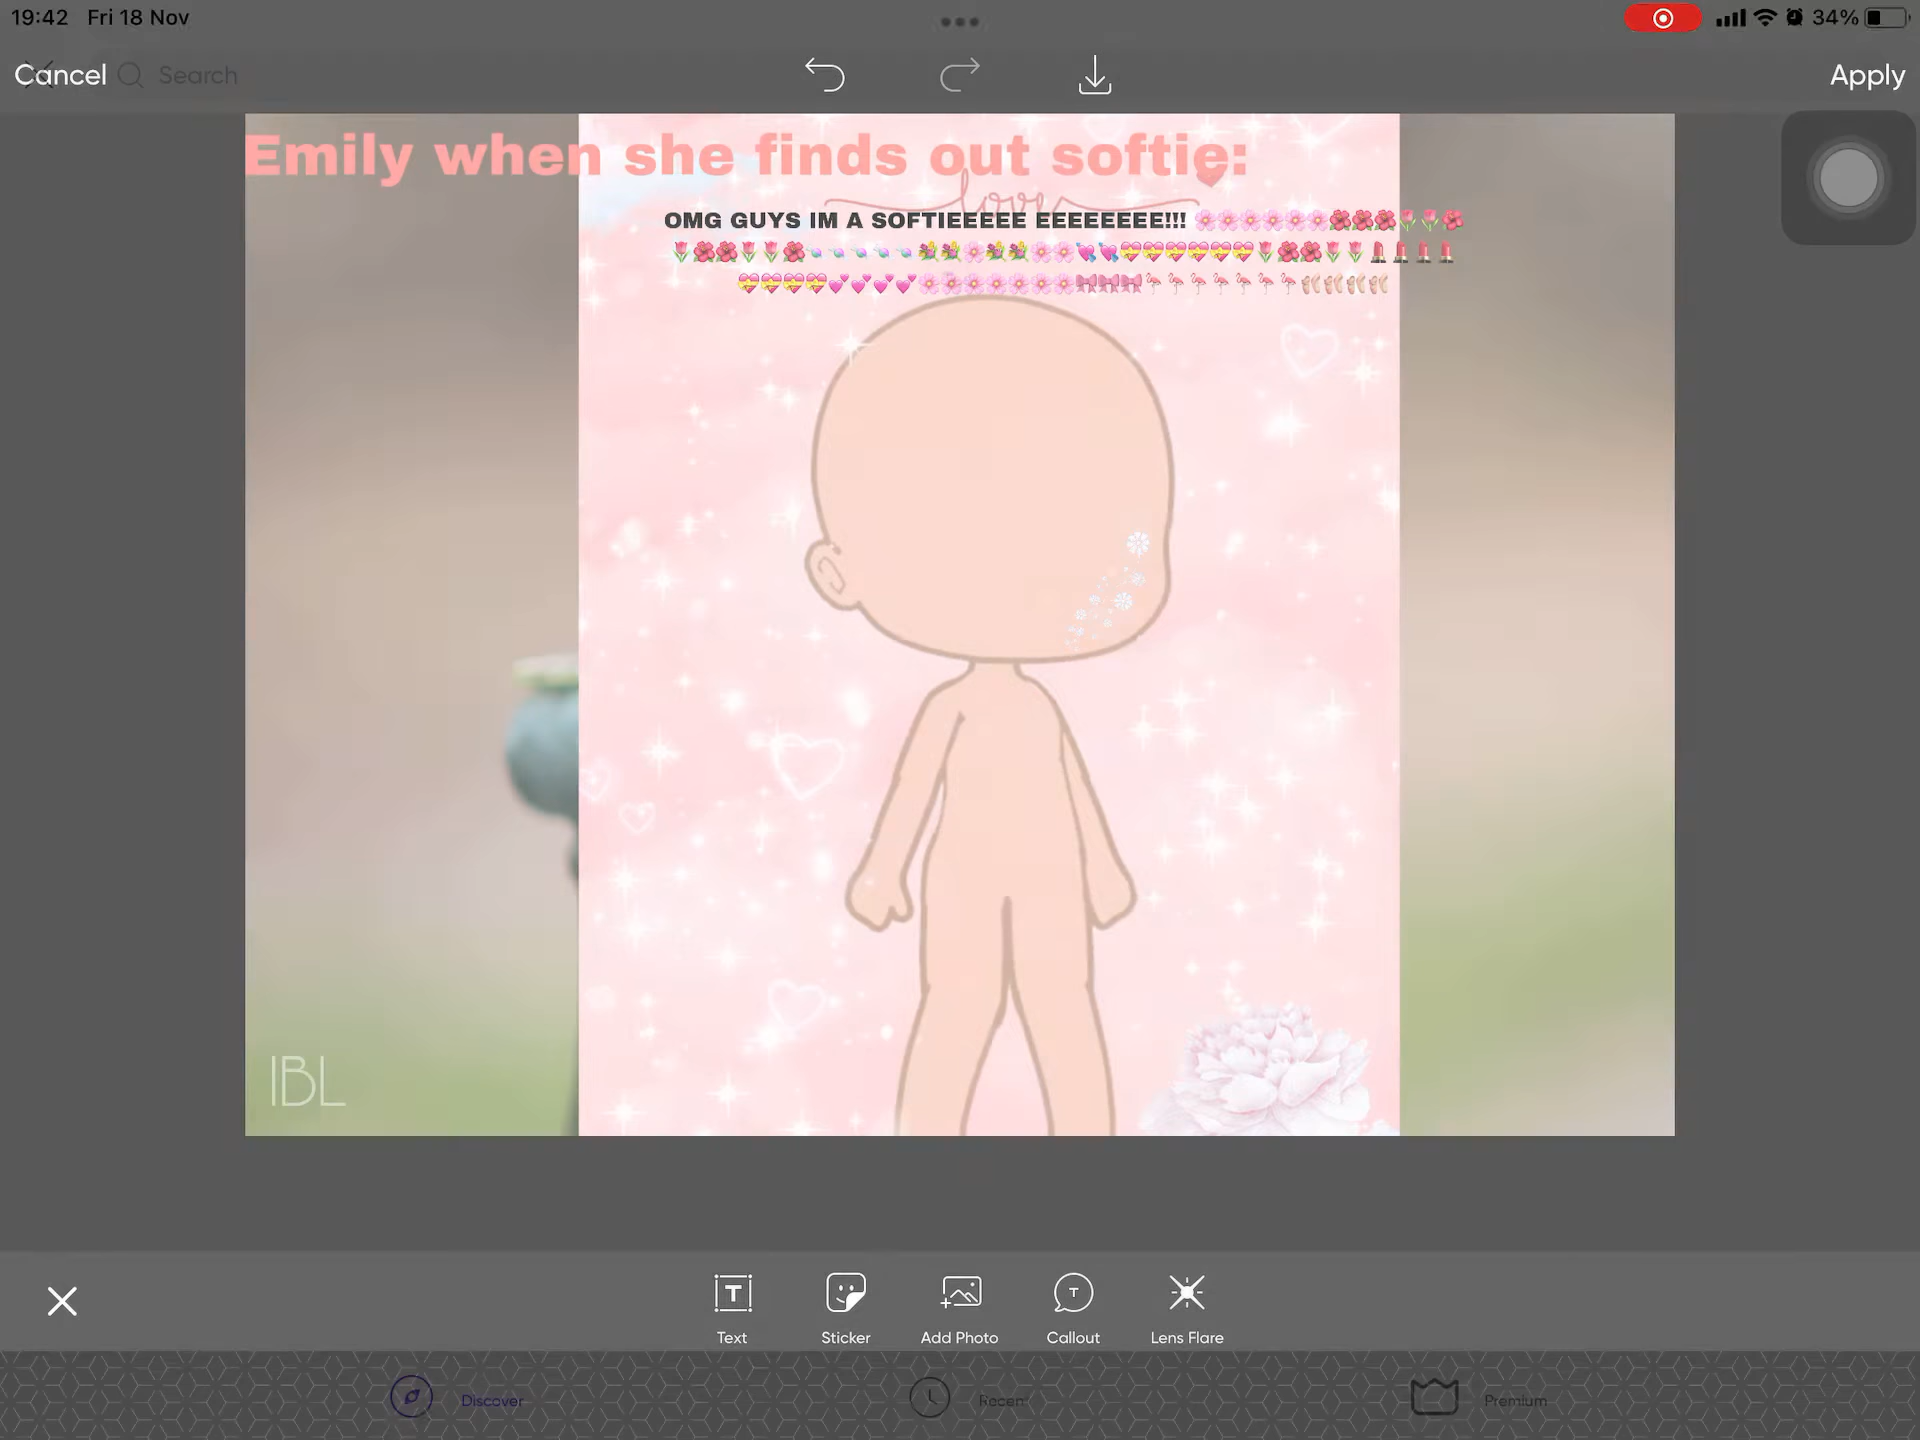 19:42 Fri 18 Nov
34%
Cancel Search Apply
Emily when she finds out softie:
love
OMG GUYS IM A SOFTIEEEEE EEEEEEEE!!! 🌸🌸🌸🌸🌸🌸🌺🌺🌺🌷🌷🌺
🌷🌺🌺🌷🌷🌺🍬🍬🍬🍬🍬💐💐🌸💐💐🌸🌸💘💘💝💝💝💝💝💝🌷🌺🌺🌷🌷💄💄💄💄
💝💝💝💝💕💕💕💕🌸🌸🌸🌸🌸🌸🌸🎀🎀🎀🦩🦩🦩🦩🦩🦩🦩🩰🩰🩰🩰
IBL
Text Sticker Add Photo Callout Lens Flare
Discover Recen Premium